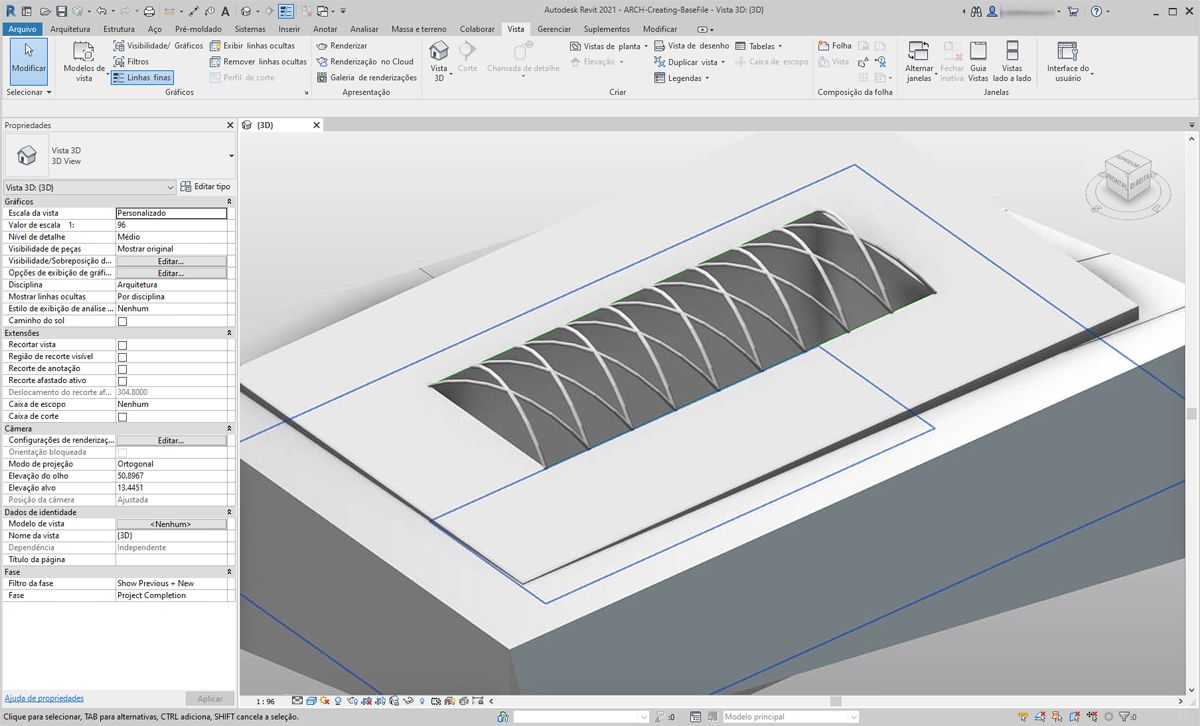 Autodesk Revit 2021 - ARCH-Creating-BaseFile - Vista 3D: {3D}
Arquivo Arquitetura Estrutura Aço Pré-moldado Sistemas Inserir Anotar Analisar Massa e terreno Colaborar Vista Gerenciar Suplementos Modificar
Modificar
Selecionar
Modelos de vista
Visibilidade/ Gráficos
Filtros
Linhas finas
Exibir linhas ocultas
Remover linhas ocultas
Perfil de corte
Gráficos
Renderizar
Renderização no Cloud
Galeria de renderizações
Apresentação
Vista 3D
Corte
Chamada de detalhe
Vistas de planta
Elevação
Vista de desenho
Duplicar vista
Legendas
Tabelas
Caixa de escopo
Criar
Folha
Vista
Composição da folha
Alternar janelas
Fechar Inativa
Guia Vistas
Vistas lado a lado
Janelas
Interface do usuário
Propriedades
{3D}
Vista 3D
3D View
Vista 3D: {3D}
Editar tipo
Gráficos
Escala da vista Personalizado
Valor de escala 1: 96
Nível de detalhe Médio
Visibilidade de peças Mostrar original
Visibilidade/Sobreposição d... Editar...
Opções de exibição de gráfi... Editar...
Disciplina Arquitetura
Mostrar linhas ocultas Por disciplina
Estilo de exibição de análise ... Nenhum
Caminho do sol
Extensões
Recortar vista
Região de recorte visível
Recorte de anotação
Recorte afastado ativo
Deslocamento do recorte af... 304.8000
Caixa de escopo Nenhum
Caixa de corte
Câmera
Configurações de renderizaç... Editar...
Orientação bloqueada
Modo de projeção Ortogonal
Elevação do olho 50.8967
Elevação alvo 13.4451
Posição da câmera Ajustada
Dados de identidade
Modelo de vista <Nenhum>
Nome da vista {3D}
Dependência Independente
Título da página
Fase
Filtro da fase Show Previous + New
Fase Project Completion
Ajuda de propriedades
Aplicar
SUPERIOR
FRONTAL
DIREITA
1 : 96
Clique para selecionar, TAB para alternativas, CTRL adiciona, SHIFT cancela a seleção.
:0
Modelo principal
:0